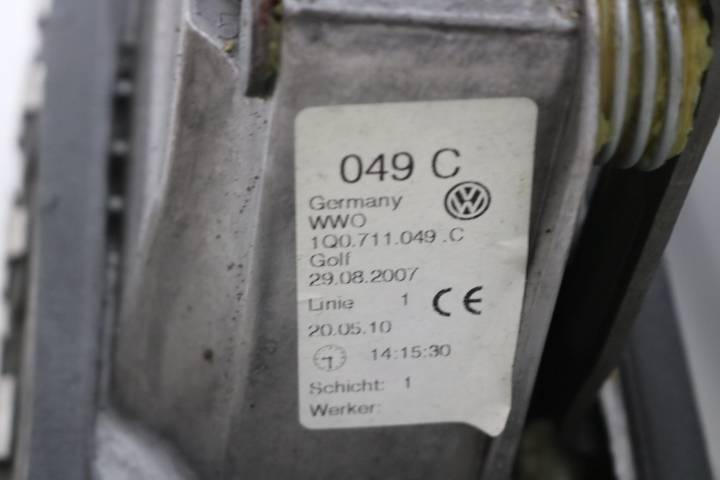 049 C
Germany
WWO
1Q0.711.049 .C
Golf
29.08.2007
Linie 1 CE
20.05.10
14:15:30
Schicht: 1
Werker: